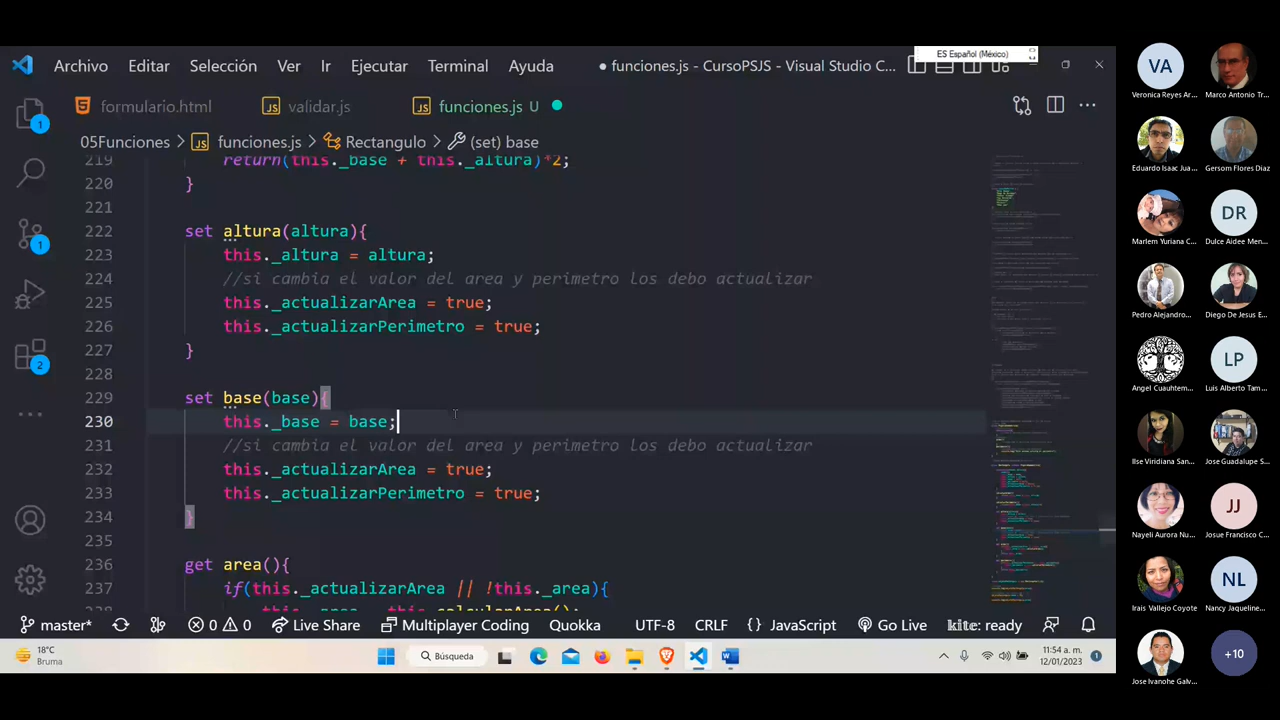 ES Español (México)
Archivo Editar Selección V Ir Ejecutar Terminal Ayuda
● funciones.js - CursoPSJS - Visual Studio C...
formulario.html
validar.js
funciones.js U
05Funciones > funciones.js > Rectangulo > (set) base
219 return(this._base + this._altura)*2;
220 }
221
222 set altura(altura){
223 this._altura = altura;
224 //si cambia el valor del area y perimetro los debo actualizar
225 this._actualizarArea = true;
226 this._actualizarPerimetro = true;
227 }
228
229 set base(base){
230 this._base = base;
231 //si cambia el valor del area y perimetro los debo actualizar
232 this._actualizarArea = true;
233 this._actualizarPerimetro = true;
234 }
235
236 get area(){
237 if(this._actualizarArea || !this._area){
1
1
2
master*
0 0
Live Share
Multiplayer Coding
Quokka
UTF-8
CRLF
{ } JavaScript
Go Live
kite: ready
18°C
Bruma
Búsqueda
11:54 a. m.
12/01/2023
1
VA
Veronica Reyes Ar...
Marco Antonio Tr...
Eduardo Isaac Jua...
Gersom Flores Diaz
Marlem Yuriana C...
DR
Dulce Aidee Men...
Pedro Alejandro...
Diego De Jesus E...
Angel Cuauhtem...
LP
Luis Alberto Tam...
Ilse Viridiana San...
Jose Guadalupe S...
Nayeli Aurora Nu...
JJ
Josue Francisco C...
Irais Vallejo Coyote
NL
Nancy Jaqueline...
Jose Ivanohe Galv...
+10